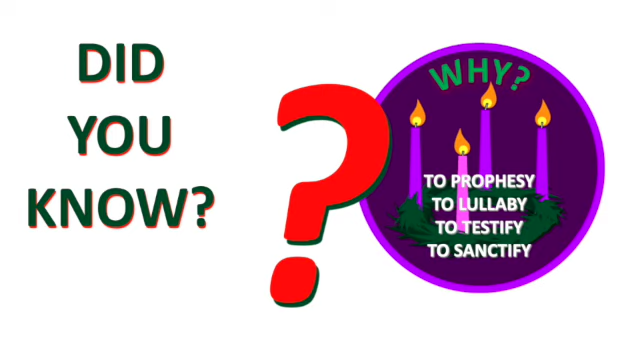 DID
YOU
KNOW?
?
WHY?
TO PROPHESY
TO LULLABY
TO TESTIFY
TO SANCTIFY